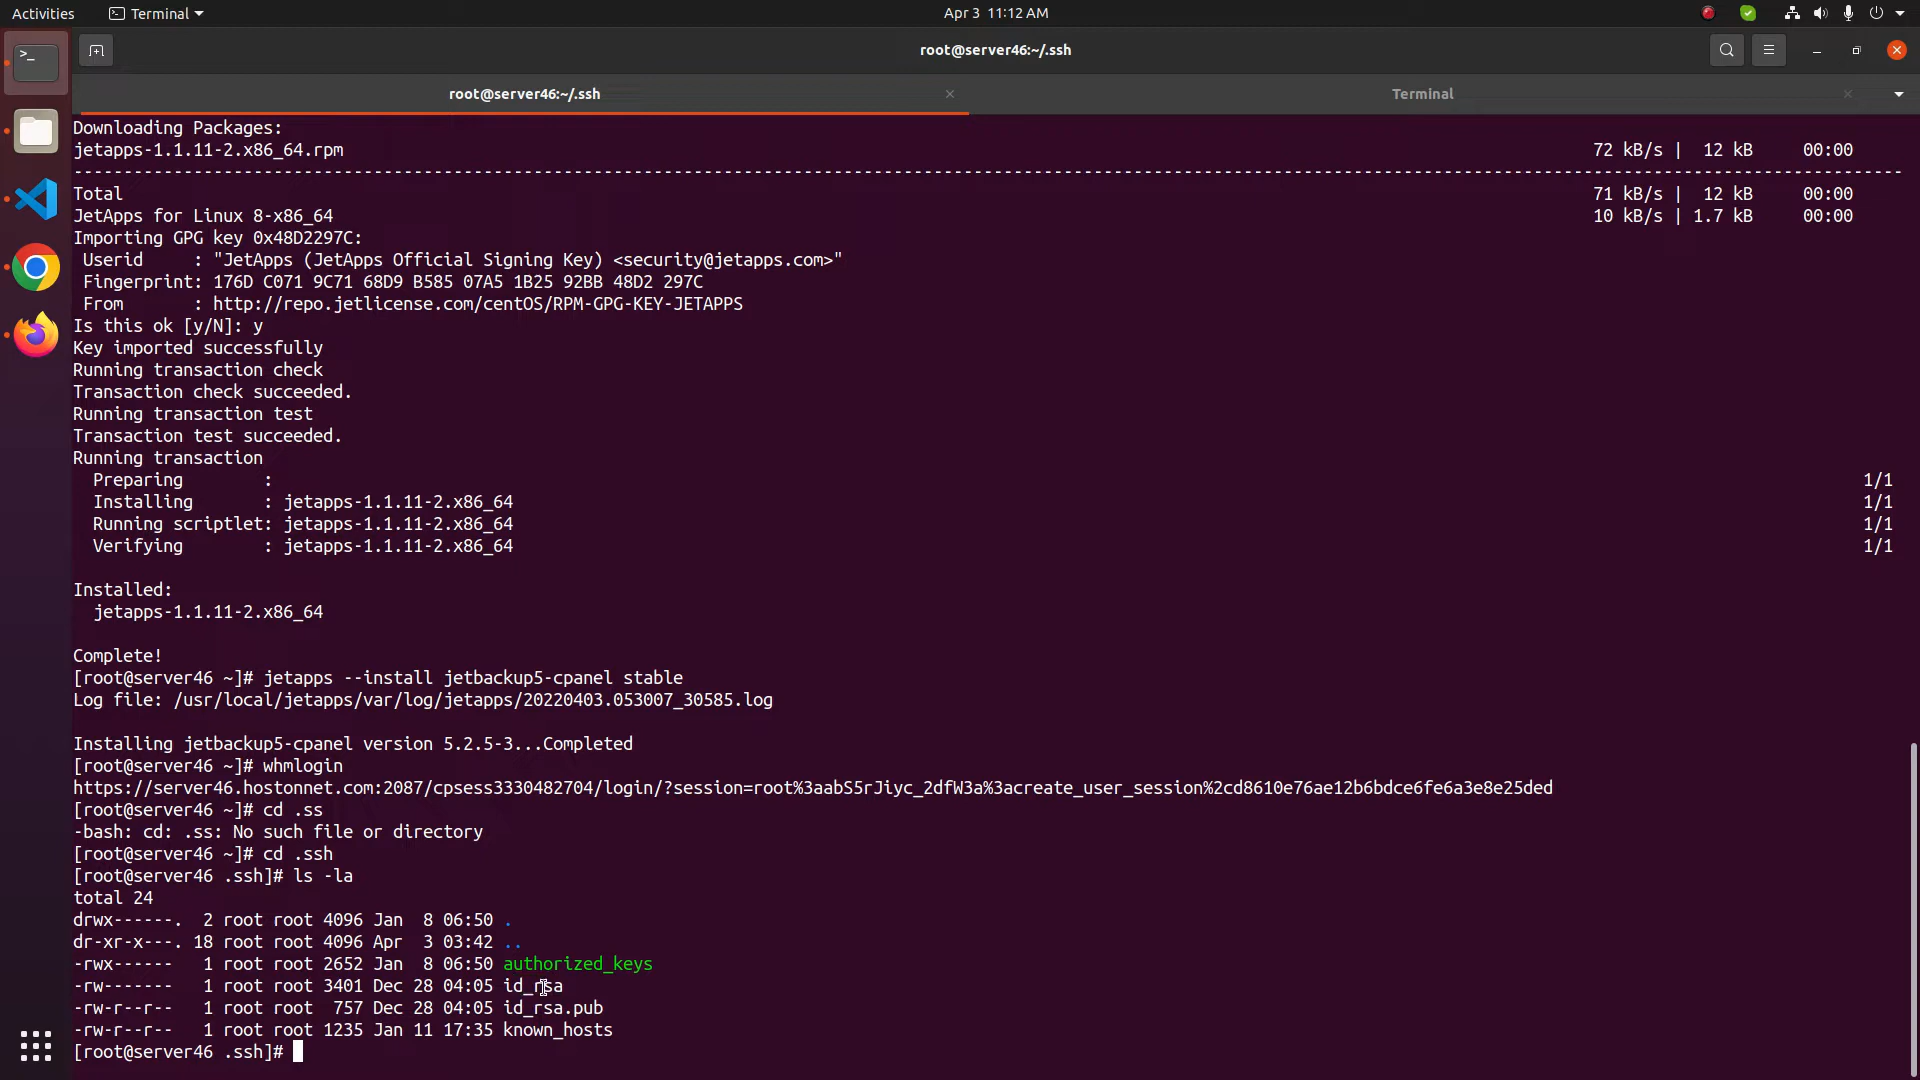 Activities
Terminal
Apr 3 11:12 AM
root@server46:~/.ssh
root@server46:~/.ssh
Terminal
Downloading Packages:
jetapps-1.1.11-2.x86_64.rpm 72 kB/s | 12 kB 00:00
--------------------------------------------------------------------------------
Total 71 kB/s | 12 kB 00:00
JetApps for Linux 8-x86_64 10 kB/s | 1.7 kB 00:00
Importing GPG key 0x48D2297C:
Userid : "JetApps (JetApps Official Signing Key) <security@jetapps.com>"
Fingerprint: 176D C071 9C71 68D9 B585 07A5 1B25 92BB 48D2 297C
From : http://repo.jetlicense.com/centOS/RPM-GPG-KEY-JETAPPS
Is this ok [y/N]: y
Key imported successfully
Running transaction check
Transaction check succeeded.
Running transaction test
Transaction test succeeded.
Running transaction
Preparing : 1/1
Installing : jetapps-1.1.11-2.x86_64 1/1
Running scriptlet: jetapps-1.1.11-2.x86_64 1/1
Verifying : jetapps-1.1.11-2.x86_64 1/1
Installed:
jetapps-1.1.11-2.x86_64
Complete!
[root@server46 ~]# jetapps --install jetbackup5-cpanel stable
Log file: /usr/local/jetapps/var/log/jetapps/20220403.053007_30585.log
Installing jetbackup5-cpanel version 5.2.5-3...Completed
[root@server46 ~]# whmlogin
https://server46.hostonnet.com:2087/cpsess3330482704/login/?session=root%3aabS5rJiyc_2dfW3a%3acreate_user_session%2cd8610e76ae12b6bdce6fe6a3e8e25ded
[root@server46 ~]# cd .ss
-bash: cd: .ss: No such file or directory
[root@server46 ~]# cd .ssh
[root@server46 .ssh]# ls -la
total 24
drwx------. 2 root root 4096 Jan 8 06:50 .
dr-xr-x---. 18 root root 4096 Apr 3 03:42 ..
-rwx------ 1 root root 2652 Jan 8 06:50 authorized_keys
-rw------- 1 root root 3401 Dec 28 04:05 id_rsa
-rw-r--r-- 1 root root 757 Dec 28 04:05 id_rsa.pub
-rw-r--r-- 1 root root 1235 Jan 11 17:35 known_hosts
[root@server46 .ssh]#